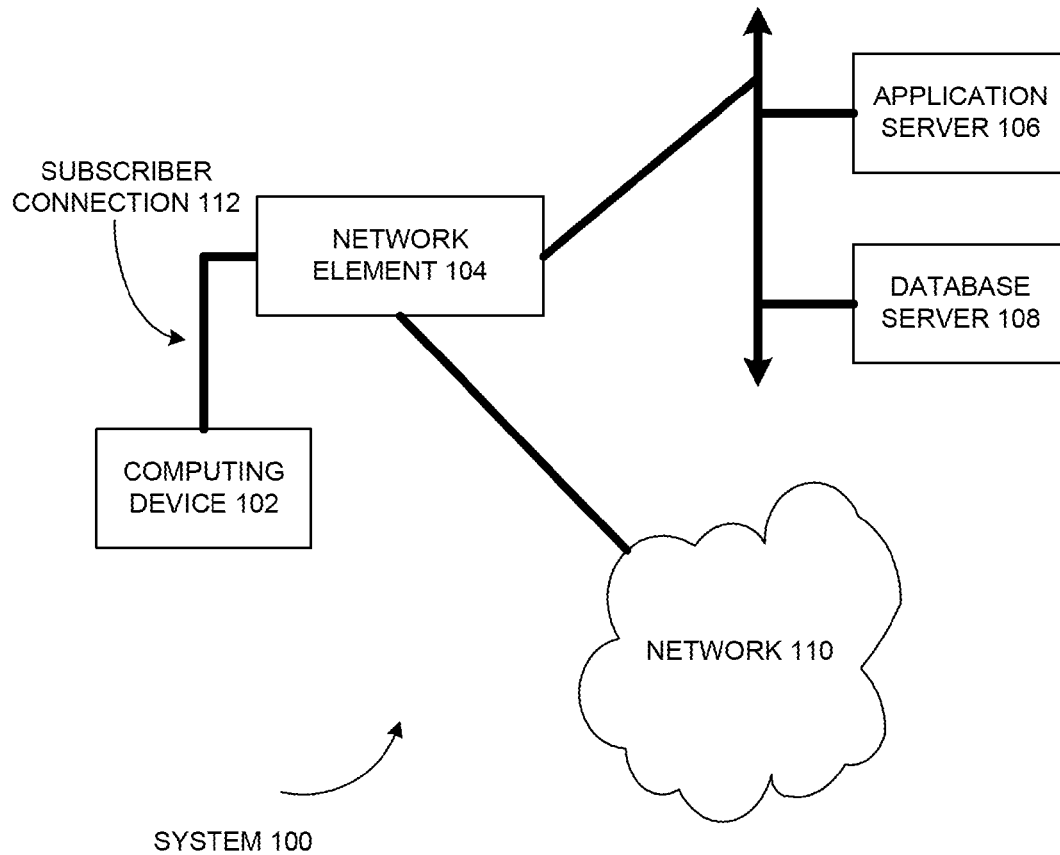 APPLICATION
SERVER 106
SUBSCRIBER
CONNECTION 112
NETWORK
ELEMENT 104
DATABASE
SERVER 108
COMPUTING
DEVICE 102
NETWORK 110
SYSTEM 100